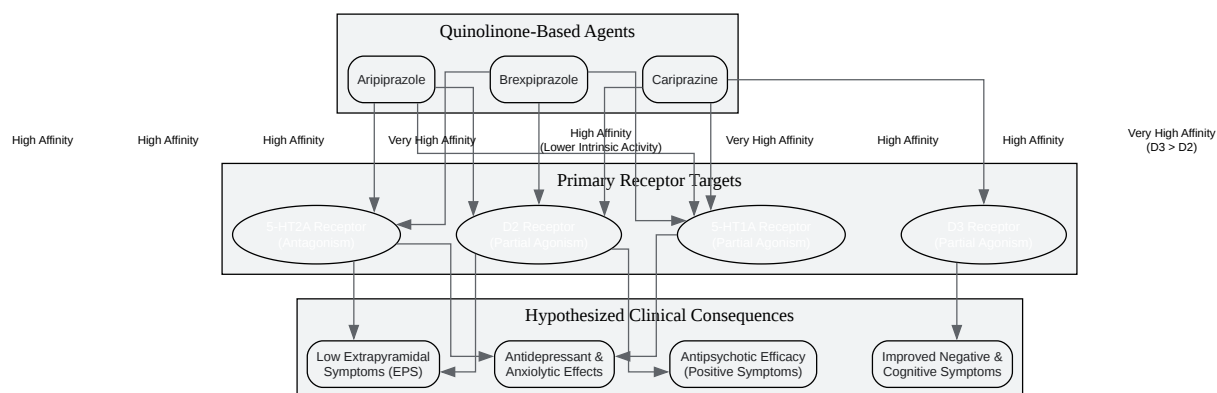 Quinolinone-Based Agents
Aripiprazole
Brexpiprazole
Cariprazine
High Affinity
High Affinity
High Affinity
Very High Affinity
High Affinity
(Lower Intrinsic Activity)
Very High Affinity
High Affinity
High Affinity
Very High Affinity
(D3 > D2)
Primary Receptor Targets
5-HT2A Receptor
(Antagonism)
D2 Receptor
(Partial Agonism)
5-HT1A Receptor
(Partial Agonism)
D3 Receptor
(Partial Agonism)
Hypothesized Clinical Consequences
Low Extrapyramidal
Symptoms (EPS)
Antidepressant &
Anxiolytic Effects
Antipsychotic Efficacy
(Positive Symptoms)
Improved Negative &
Cognitive Symptoms